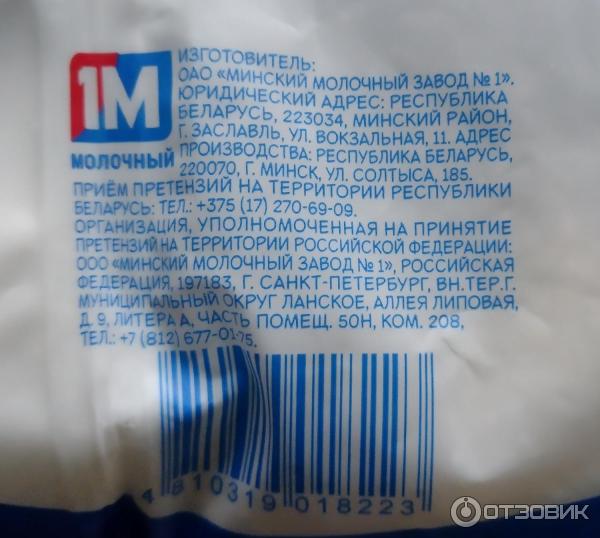 1М
МОЛОЧНЫЙ
ИЗГОТОВИТЕЛЬ:
ОАО «МИНСКИЙ МОЛОЧНЫЙ ЗАВОД № 1».
ЮРИДИЧЕСКИЙ АДРЕС: РЕСПУБЛИКА
БЕЛАРУСЬ, 223034, МИНСКИЙ РАЙОН,
Г. ЗАСЛАВЛЬ, УЛ. ВОКЗАЛЬНАЯ, 11. АДРЕС
ПРОИЗВОДСТВА: РЕСПУБЛИКА БЕЛАРУСЬ,
220070, Г. МИНСК, УЛ. СОЛТЫСА, 185.
ПРИЁМ ПРЕТЕНЗИЙ НА ТЕРРИТОРИИ РЕСПУБЛИКИ
БЕЛАРУСЬ: ТЕЛ.: +375 (17) 270-69-09.
ОРГАНИЗАЦИЯ, УПОЛНОМОЧЕННАЯ НА ПРИНЯТИЕ
ПРЕТЕНЗИЙ НА ТЕРРИТОРИИ РОССИЙСКОЙ ФЕДЕРАЦИИ:
ООО «МИНСКИЙ МОЛОЧНЫЙ ЗАВОД № 1», РОССИЙСКАЯ
ФЕДЕРАЦИЯ, 197183, Г. САНКТ-ПЕТЕРБУРГ, ВН.ТЕР.Г.
МУНИЦИПАЛЬНЫЙ ОКРУГ ЛАНСКОЕ, АЛЛЕЯ ЛИПОВАЯ,
Д. 9, ЛИТЕРА А, ЧАСТЬ ПОМЕЩ. 50Н, КОМ. 208,
ТЕЛ.: +7 (812) 677-01-75.
4 810319 018223
ОТЗОВИК